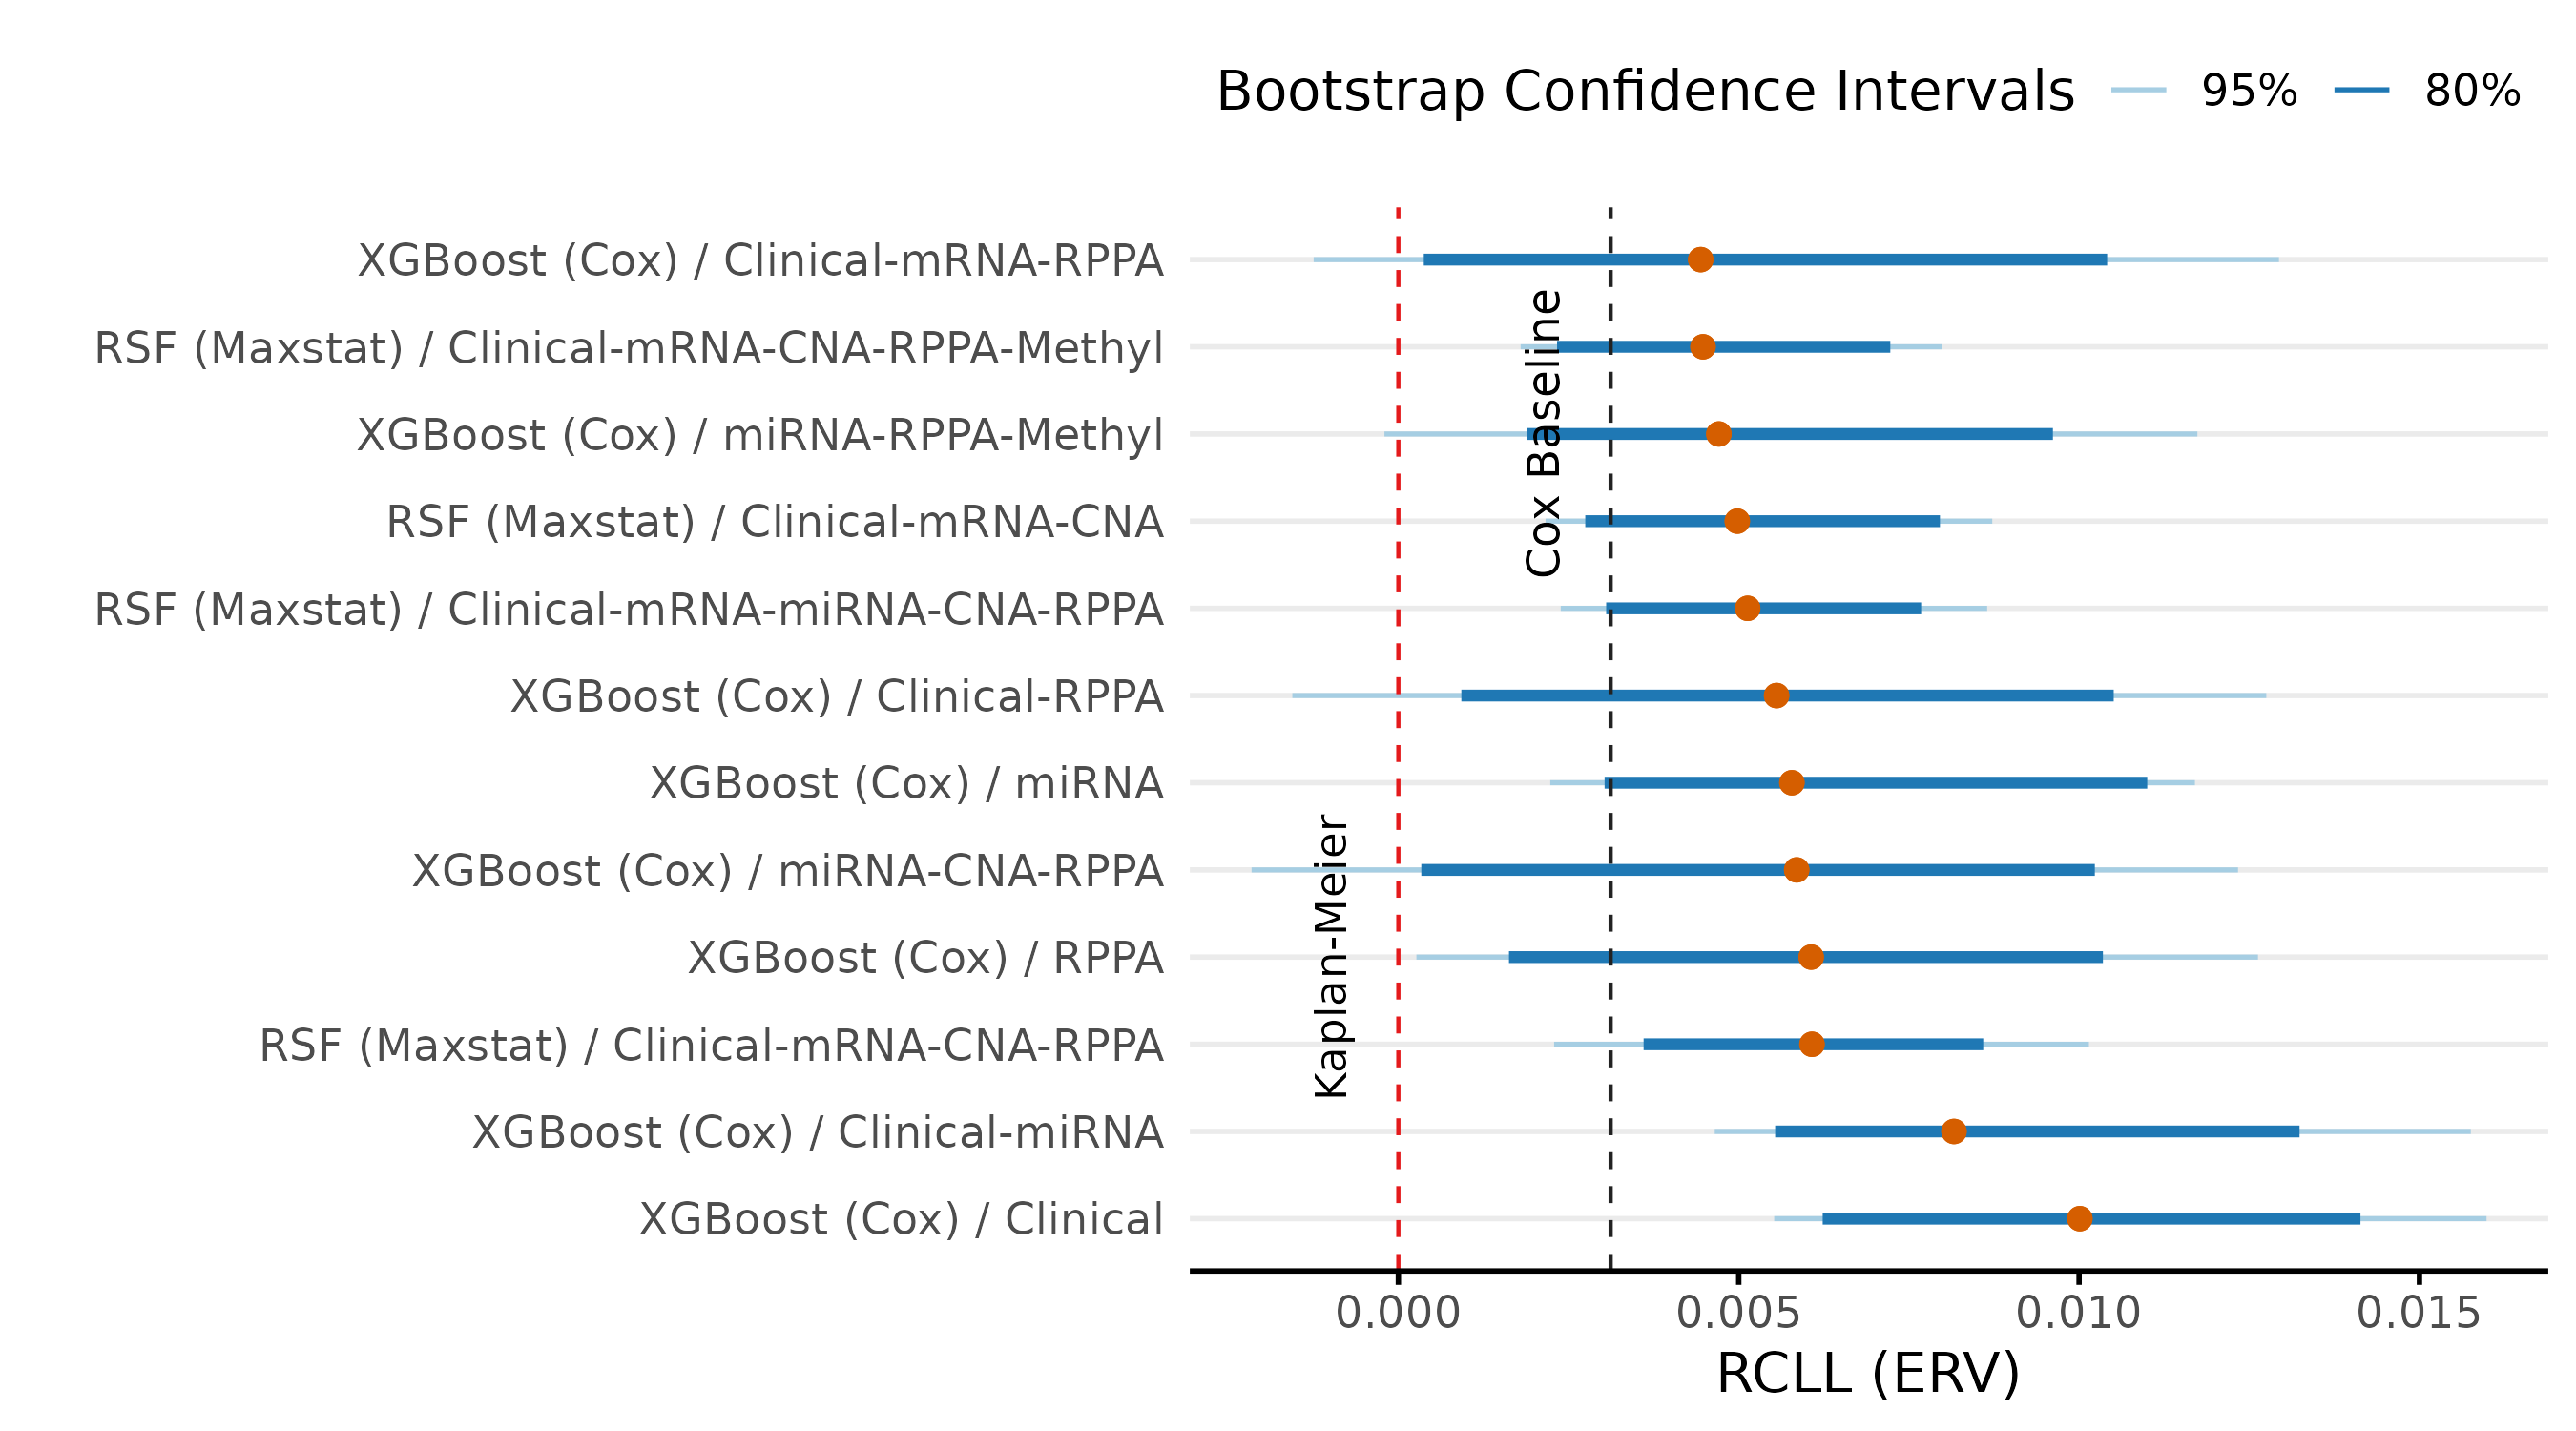 Bootstrap Confidence Intervals 95% 80%
XGBoost (Cox) / Clinical-mRNA-RPPA
RSF (Maxstat) / Clinical-mRNA-CNA-RPPA-Methyl
XGBoost (Cox) / miRNA-RPPA-Methyl
RSF (Maxstat) / Clinical-mRNA-CNA
RSF (Maxstat) / Clinical-mRNA-miRNA-CNA-RPPA
XGBoost (Cox) / Clinical-RPPA
XGBoost (Cox) / miRNA
XGBoost (Cox) / miRNA-CNA-RPPA
XGBoost (Cox) / RPPA
RSF (Maxstat) / Clinical-mRNA-CNA-RPPA
XGBoost (Cox) / Clinical-miRNA
XGBoost (Cox) / Clinical
Kaplan-Meier
Cox Baseline
0.000 0.005 0.010 0.015
RCLL (ERV)